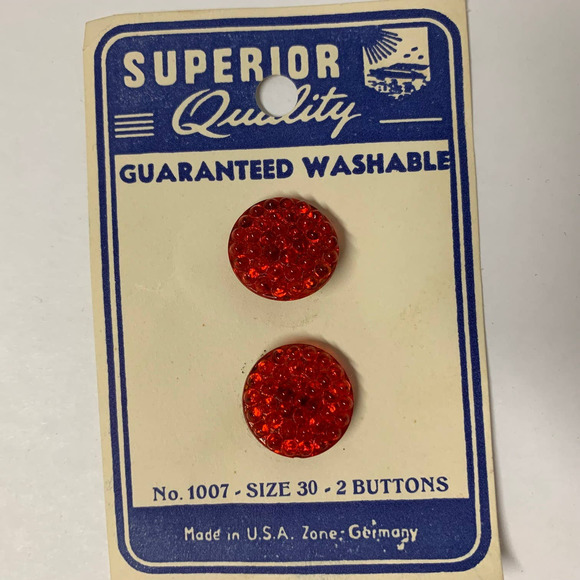 SUPERIOR
Quality
GUARANTEED WASHABLE
No. 1007 - SIZE 30 - 2 BUTTONS
Made in U.S.A. Zone-Germany